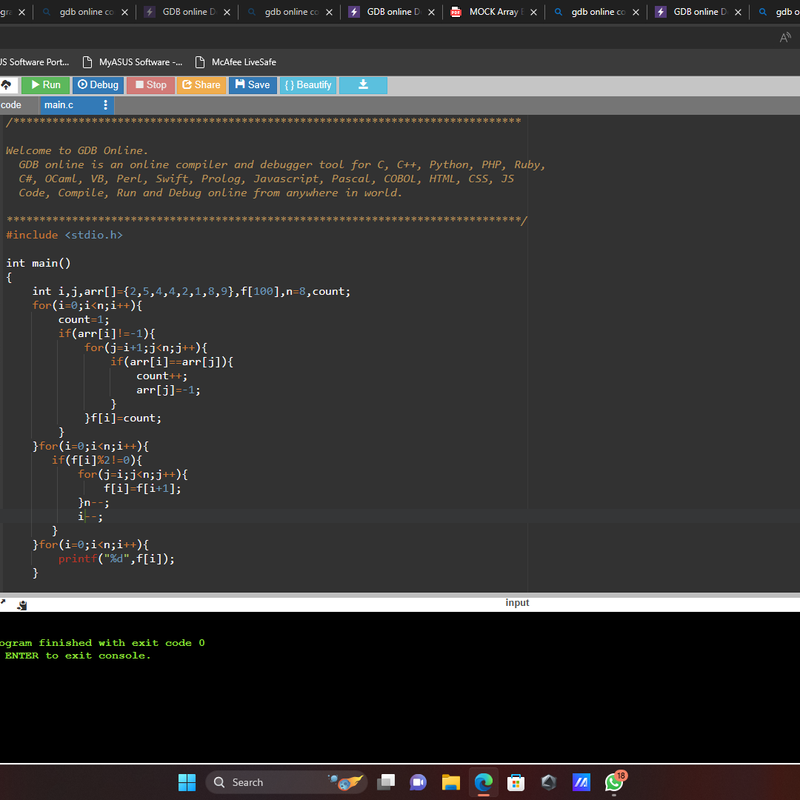 gra
gdb online co
GDB online D
gdb online co
GDB online D
MOCK Array
gdb online co
GDB online D
gdb o
US Software Port...
MyASUS Software -...
McAfee LiveSafe
Run
Debug
Stop
Share
Save
{ } Beautify
code
main.c
/******************************************************************************
Welcome to GDB Online.
GDB online is an online compiler and debugger tool for C, C++, Python, PHP, Ruby,
C#, OCaml, VB, Perl, Swift, Prolog, Javascript, Pascal, COBOL, HTML, CSS, JS
Code, Compile, Run and Debug online from anywhere in world.
*******************************************************************************/
#include <stdio.h>
int main()
{
int i,j,arr[]={2,5,4,4,2,1,8,9},f[100],n=8,count;
for(i=0;i<n;i++){
count=1;
if(arr[i]!=-1){
for(j=i+1;j<n;j++){
if(arr[i]==arr[j]){
count++;
arr[j]=-1;
}
}f[i]=count;
}
}for(i=0;i<n;i++){
if(f[i]%2!=0){
for(j=i;j<n;j++){
f[i]=f[i+1];
}n--;
i--;
}
}for(i=0;i<n;i++){
printf("%d",f[i]);
}
input
ogram finished with exit code 0
ENTER to exit console.
Search
18